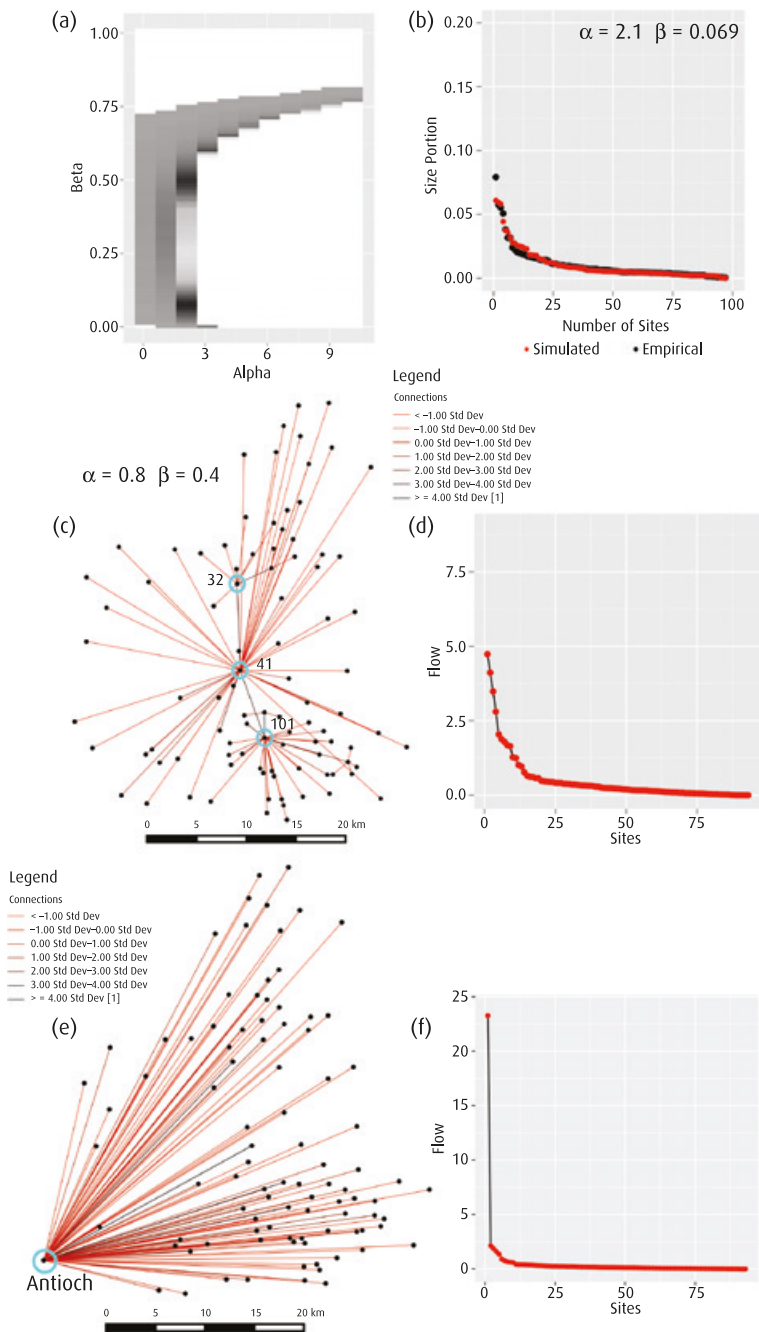 (a)
1.00
0.75
0.50
0.25
0.00
Beta
0 3 6 9
Alpha
(b)
α = 2.1 β = 0.069
0.20
0.15
0.10
0.05
0.00
Size Portion
0 25 50 75 100
Number of Sites
Simulated Empirical
Legend
Connections
< –1.00 Std Dev
–1.00 Std Dev–0.00 Std Dev
0.00 Std Dev–1.00 Std Dev
1.00 Std Dev–2.00 Std Dev
2.00 Std Dev–3.00 Std Dev
3.00 Std Dev–4.00 Std Dev
> = 4.00 Std Dev [1]
α = 0.8 β = 0.4
(c)
32
41
101
0 5 10 15 20 km
(d)
7.5
5.0
2.5
0.0
Flow
0 25 50 75
Sites
Legend
Connections
< –1.00 Std Dev
–1.00 Std Dev–0.00 Std Dev
0.00 Std Dev–1.00 Std Dev
1.00 Std Dev–2.00 Std Dev
2.00 Std Dev–3.00 Std Dev
3.00 Std Dev–4.00 Std Dev
> = 4.00 Std Dev [1]
(e)
Antioch
0 5 10 15 20 km
(f)
25
20
15
10
5
0
Flow
0 25 50 75
Sites